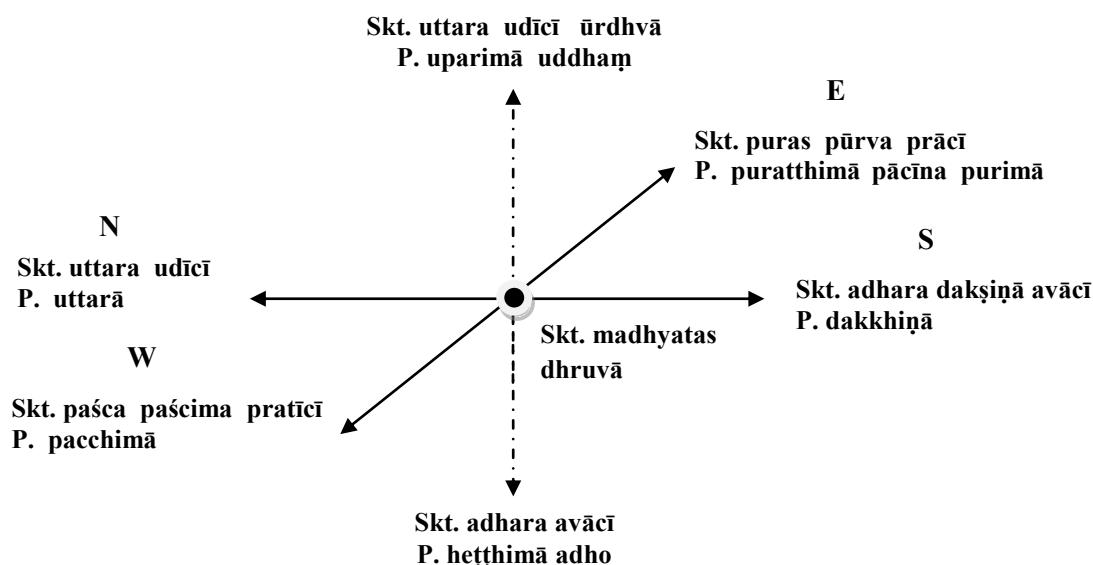 Skt. uttara udīcī ūrdhvā
P. uparimā uddhaṃ
E
Skt. puras pūrva prācī
P. puratthimā pācīna purimā
N
Skt. uttara udīcī
P. uttarā
S
Skt. adhara dakṣiṇā avācī
P. dakkhiṇā
Skt. madhyatas
dhruvā
W
Skt. paśca paścima pratīcī
P. pacchimā
Skt. adhara avācī
P. heṭṭhimā adho